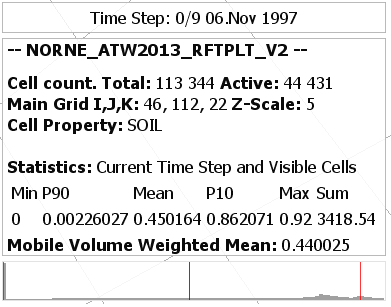 Time Step: 0/9 06.Nov 1997
-- NORNE_ATW2013_RFTPLT_V2 --
Cell count. Total: 113 344 Active: 44 431
Main Grid I,J,K: 46, 112, 22 Z-Scale: 5
Cell Property: SOIL
Statistics: Current Time Step and Visible Cells
Min P90 Mean P10 Max Sum
0 0.00226027 0.450164 0.862071 0.92 3418.54
Mobile Volume Weighted Mean: 0.440025